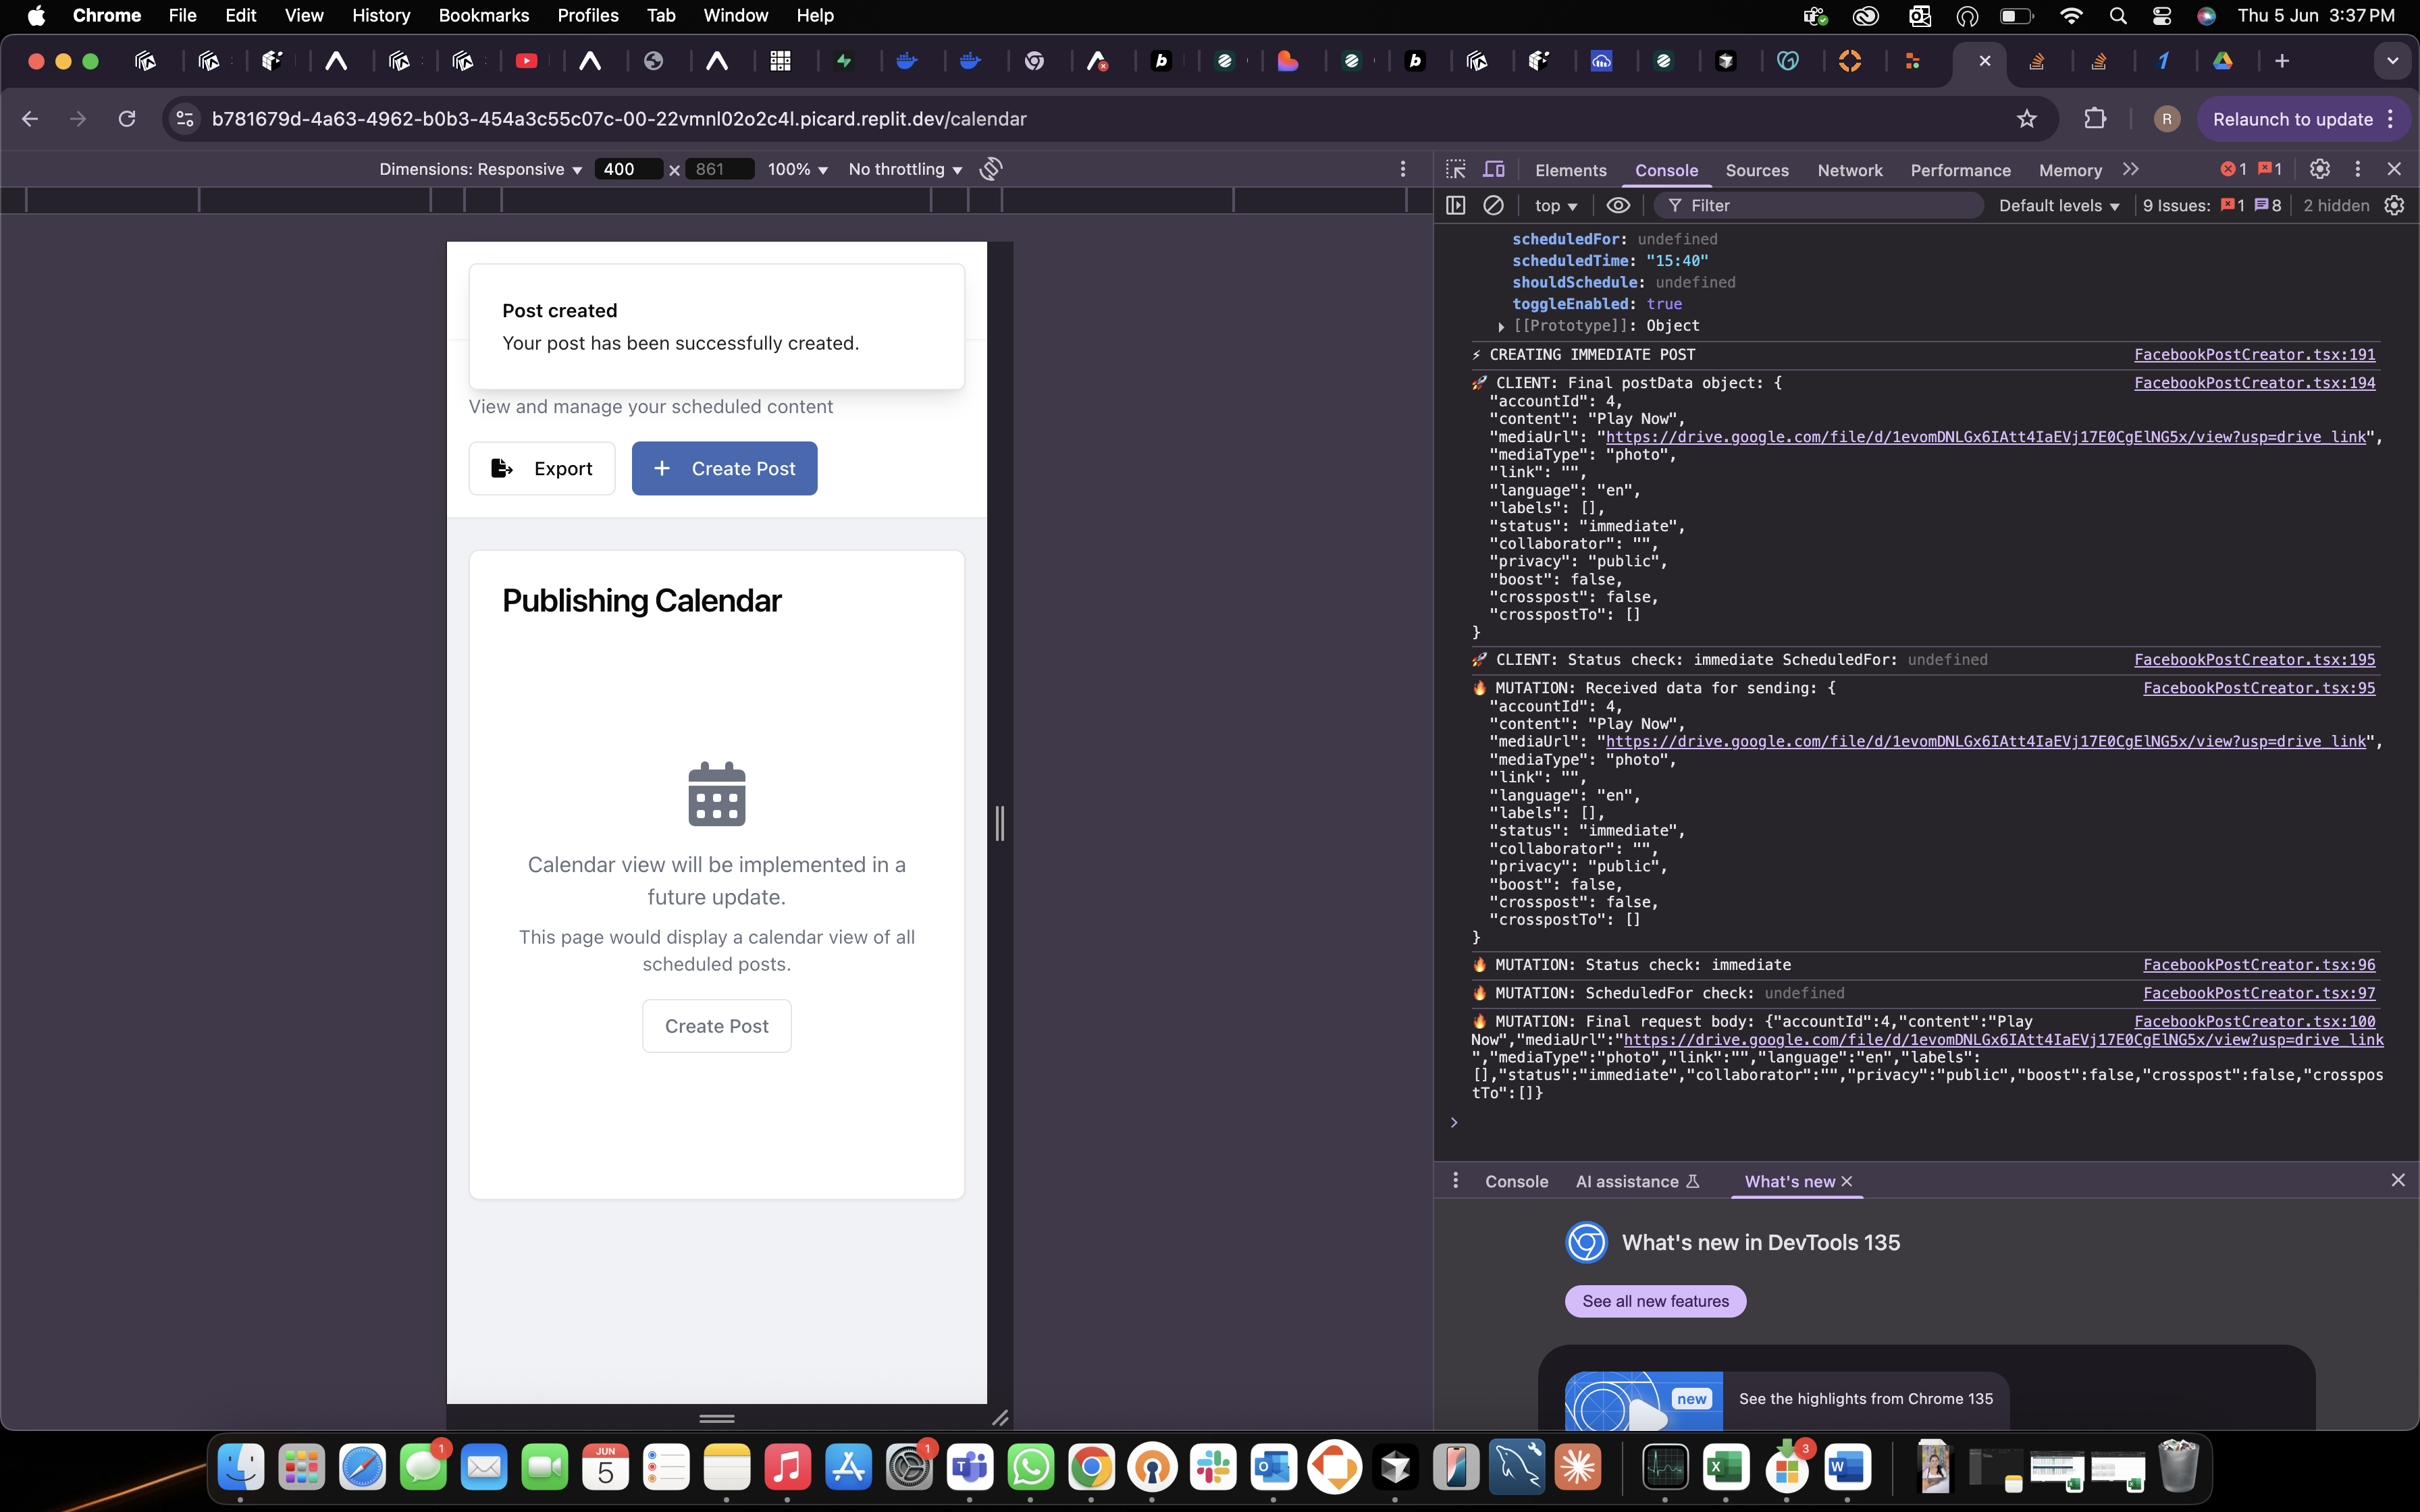 Chrome File Edit View History Bookmarks Profiles Tab Window Help
Thu 5 Jun 3:37 PM
b781679d-4a63-4962-b0b3-454a3c55c07c-00-22vmnl02o2c4l.picard.replit.dev/calendar
R
Relaunch to update
Dimensions: Responsive 400 x 861 100% No throttling
Post created
Your post has been successfully created.
View and manage your scheduled content
Export
+ Create Post
Publishing Calendar
Calendar view will be implemented in a
future update.
This page would display a calendar view of all
scheduled posts.
Create Post
Elements Console Sources Network Performance Memory 1 1
top Filter Default levels 9 Issues: 1 8 2 hidden
scheduledFor: undefined
scheduledTime: "15:40"
shouldSchedule: undefined
toggleEnabled: true
[[Prototype]]: Object
⚡ CREATING IMMEDIATE POST FacebookPostCreator.tsx:191
🚀 CLIENT: Final postData object: { FacebookPostCreator.tsx:194
"accountId": 4,
"content": "Play Now",
"mediaUrl": "https://drive.google.com/file/d/1evomDNLGx6IAtt4IaEVj17E0CgElNG5x/view?usp=drive_link",
"mediaType": "photo",
"link": "",
"language": "en",
"labels": [],
"status": "immediate",
"collaborator": "",
"privacy": "public",
"boost": false,
"crosspost": false,
"crosspostTo": []
}
🚀 CLIENT: Status check: immediate ScheduledFor: undefined FacebookPostCreator.tsx:195
🔥 MUTATION: Received data for sending: { FacebookPostCreator.tsx:95
"accountId": 4,
"content": "Play Now",
"mediaUrl": "https://drive.google.com/file/d/1evomDNLGx6IAtt4IaEVj17E0CgElNG5x/view?usp=drive_link",
"mediaType": "photo",
"link": "",
"language": "en",
"labels": [],
"status": "immediate",
"collaborator": "",
"privacy": "public",
"boost": false,
"crosspost": false,
"crosspostTo": []
}
🔥 MUTATION: Status check: immediate FacebookPostCreator.tsx:96
🔥 MUTATION: ScheduledFor check: undefined FacebookPostCreator.tsx:97
🔥 MUTATION: Final request body: {"accountId":4,"content":"Play FacebookPostCreator.tsx:100
Now","mediaUrl":"https://drive.google.com/file/d/1evomDNLGx6IAtt4IaEVj17E0CgElNG5x/view?usp=drive_link
","mediaType":"photo","link":"","language":"en","labels":
[],"status":"immediate","collaborator":"","privacy":"public","boost":false,"crosspost":false,"crosspos
tTo":[]}
Console AI assistance What's new
What's new in DevTools 135
See all new features
new
See the highlights from Chrome 135
1
JUN
5
1
3